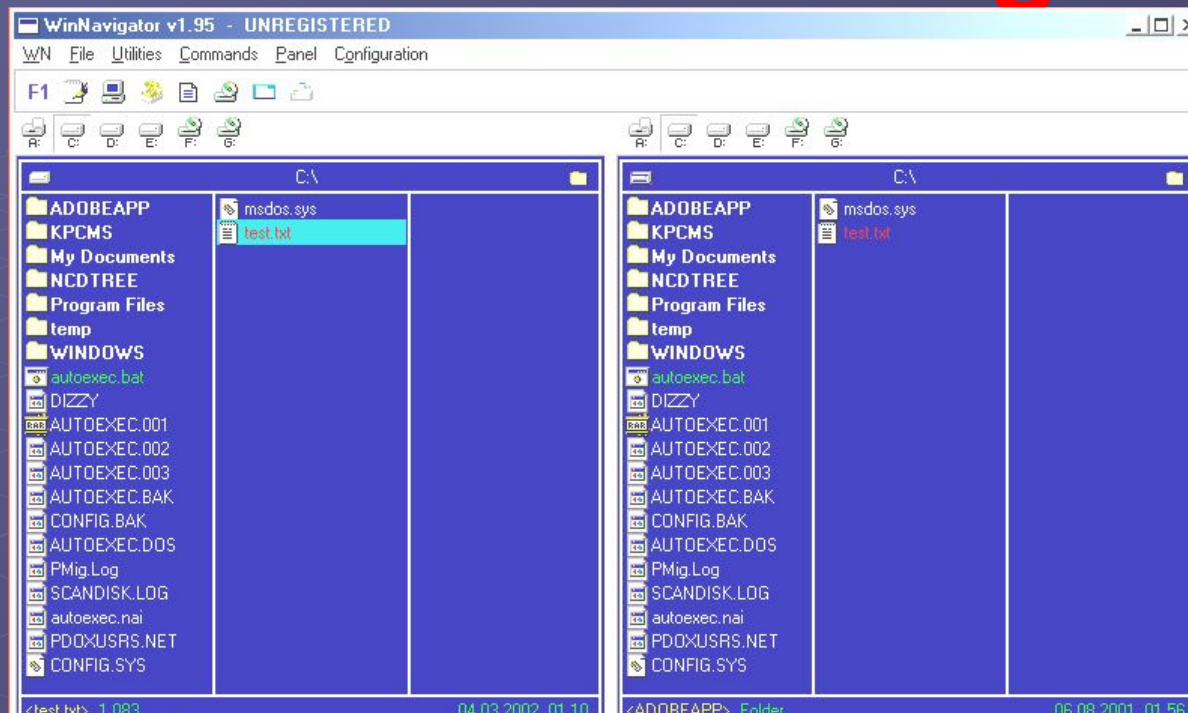 WinNavigator v1.95 - UNREGISTERED
WN File Utilities Commands Panel Configuration
F1
A: C: D: E: F: G:
A: C: D: E: F: G:
C:\
ADOBEAPP
KPCMS
My Documents
NCDTREE
Program Files
temp
WINDOWS
autoexec.bat
DIZZY
AUTOEXEC.001
AUTOEXEC.002
AUTOEXEC.003
AUTOEXEC.BAK
CONFIG.BAK
AUTOEXEC.DOS
PMig.Log
SCANDISK.LOG
autoexec.nai
PDOXUSRS.NET
CONFIG.SYS
msdos.sys
test.txt
<test.txt> 1 083 04.03.2002 01:10
C:\
ADOBEAPP
KPCMS
My Documents
NCDTREE
Program Files
temp
WINDOWS
autoexec.bat
DIZZY
AUTOEXEC.001
AUTOEXEC.002
AUTOEXEC.003
AUTOEXEC.BAK
CONFIG.BAK
AUTOEXEC.DOS
PMig.Log
SCANDISK.LOG
autoexec.nai
PDOXUSRS.NET
CONFIG.SYS
msdos.sys
test.txt
<ADOBEAPP> Folder 06.08.2001 01:56